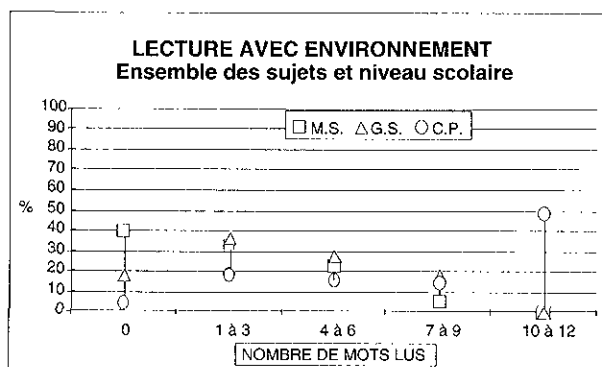 LECTURE AVEC ENVIRONNEMENT
Ensemble des sujets et niveau scolaire
M.S. G.S. C.P.
100
90
80
70
60
%
50
40
30
20
10
0
0 1 à 3 4 à 6 7 à 9 10 à 12
NOMBRE DE MOTS LUS